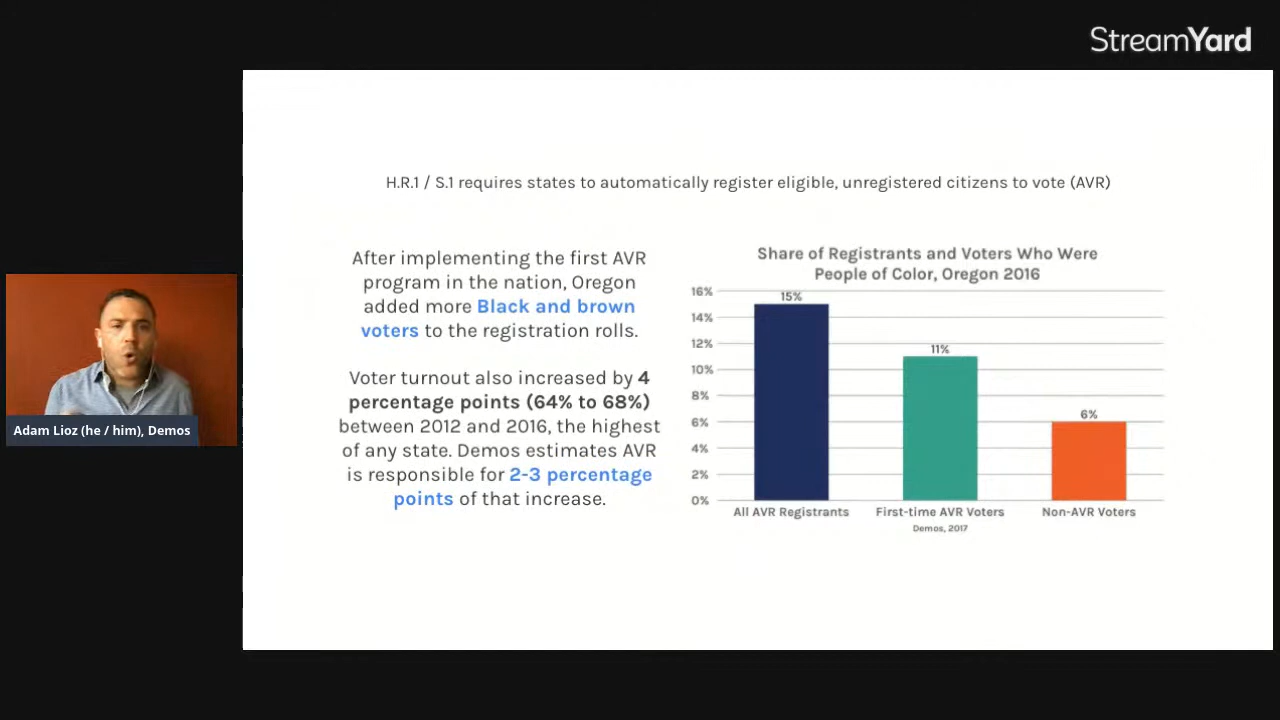 StreamYard
H.R.1 / S.1 requires states to automatically register eligible, unregistered citizens to vote (AVR)
After implementing the first AVR
program in the nation, Oregon
added more Black and brown
voters to the registration rolls.
Voter turnout also increased by 4
percentage points (64% to 68%)
between 2012 and 2016, the highest
of any state. Demos estimates AVR
is responsible for 2-3 percentage
points of that increase.
Share of Registrants and Voters Who Were
People of Color, Oregon 2016
16%
14%
12%
10%
8%
6%
4%
2%
0%
15%
11%
6%
All AVR Registrants
First-time AVR Voters
Non-AVR Voters
Demos, 2017
Adam Lioz (he / him), Demos